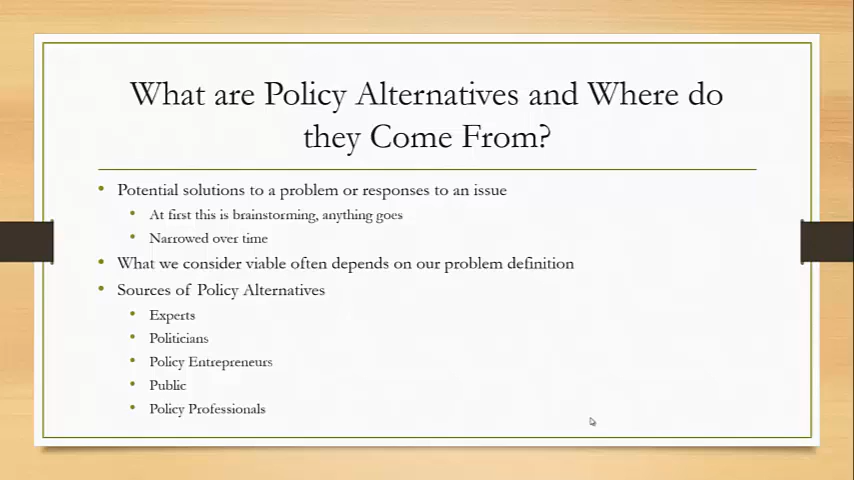 What are Policy Alternatives and Where do
they Come From?
• Potential solutions to a problem or responses to an issue
• At first this is brainstorming, anything goes
• Narrowed over time
• What we consider viable often depends on our problem definition
• Sources of Policy Alternatives
• Experts
• Politicians
• Policy Entrepreneurs
• Public
• Policy Professionals